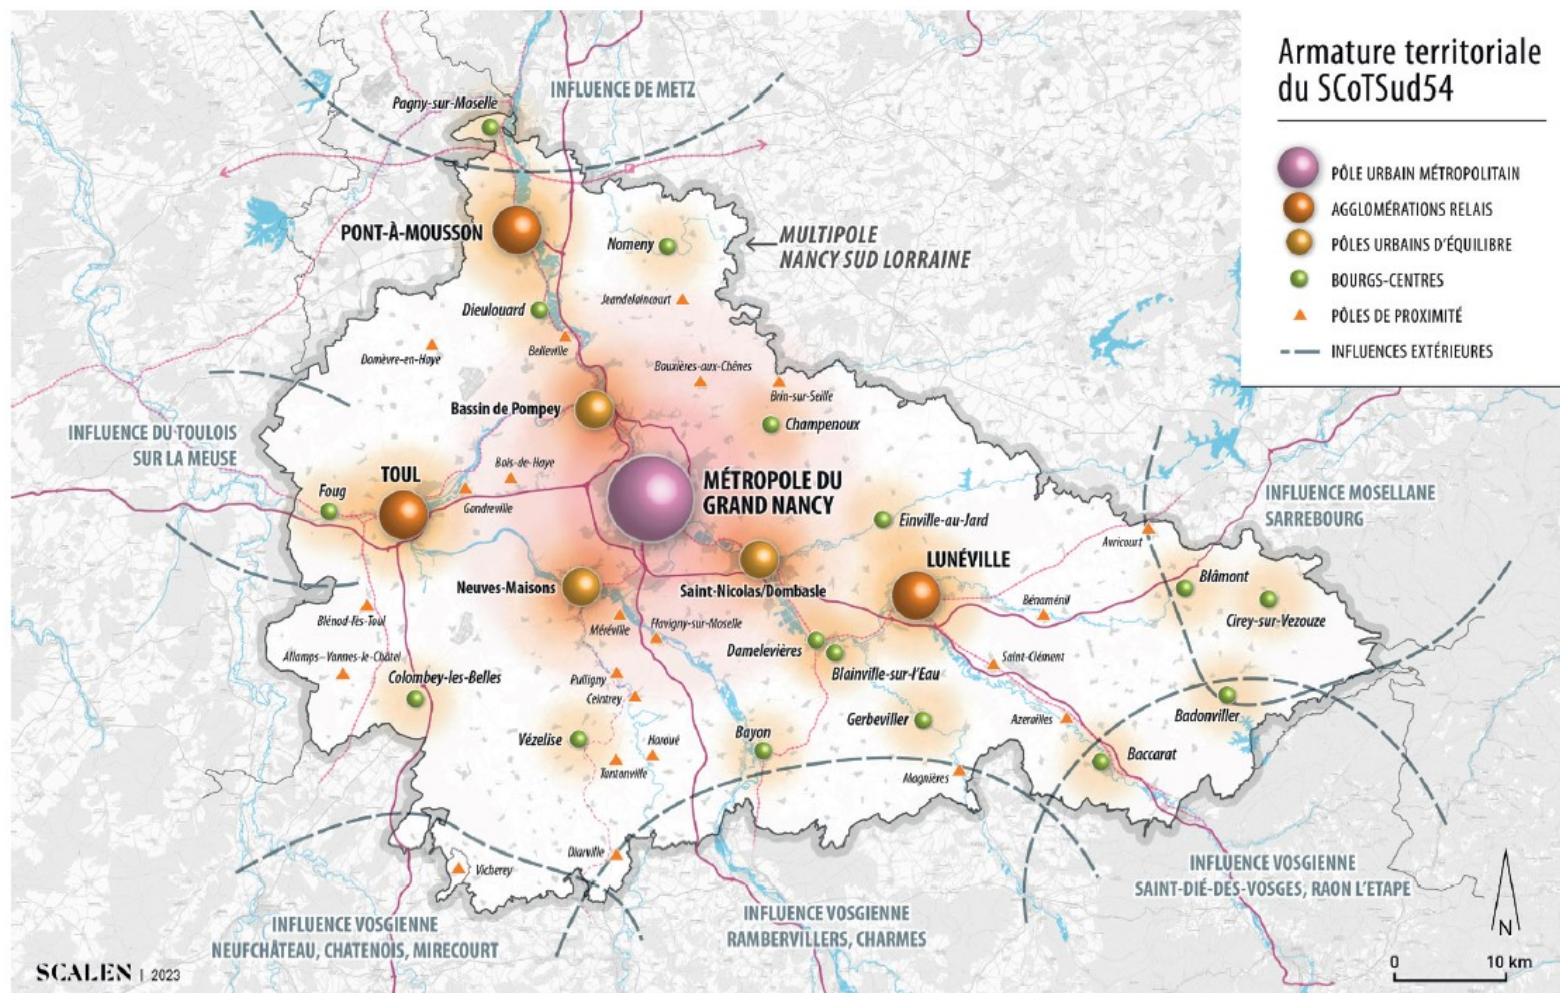 Armature territoriale
du SCoTSud54
PÔLE URBAIN MÉTROPOLITAIN
AGGLOMÉRATIONS RELAIS
PÔLES URBAINS D'ÉQUILIBRE
BOURGS-CENTRES
PÔLES DE PROXIMITÉ
INFLUENCES EXTÉRIEURES
INFLUENCE DE METZ
Pagny-sur-Moselle
PONT-À-MOUSSON
Nomeny
MULTIPOLE
NANCY SUD LORRAINE
Jeandelaincourt
Dieulouard
Belleville
Domèvre-en-Haye
Bouxières-aux-Chênes
Brin-sur-Seille
Bassin de Pompey
Champenoux
INFLUENCE DU TOULOIS
SUR LA MEUSE
TOUL
Bois-de-Haye
Foug
Gondreville
MÉTROPOLE DU
GRAND NANCY
INFLUENCE MOSELLANE
SARREBOURG
Einville-au-Jard
Avricourt
LUNÉVILLE
Neuves-Maisons
Saint-Nicolas/Dombasle
Blâmont
Bénaménil
Cirey-sur-Vezouze
Blénod-lès-Toul
Méréville
Flavigny-sur-Moselle
Damelevières
Blainville-sur-l'Eau
Saint-Clément
Allamps-Vannes-le-Châtel
Colombey-les-Belles
Pulligny
Ceintrey
Gerbeviller
Azerailles
Badonviller
Vézelise
Haroué
Bayon
Baccarat
Tantonville
Magnières
Diarville
Vicherey
INFLUENCE VOSGIENNE
SAINT-DIÉ-DES-VOSGES, RAON L'ETAPE
INFLUENCE VOSGIENNE
NEUFCHÂTEAU, CHATENOIS, MIRECOURT
INFLUENCE VOSGIENNE
RAMBERVILLERS, CHARMES
N
0 10 km
SCALEN | 2023